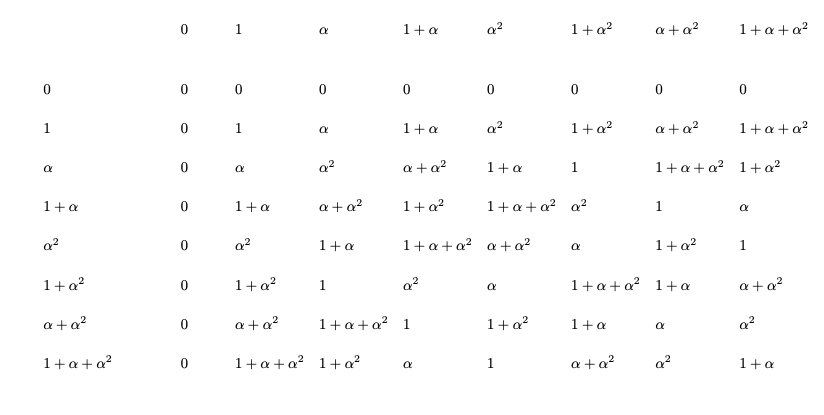 0 1 α 1 + α α² 1 + α² α + α² 1 + α + α²
0 0 0 0 0 0 0 0 0
1 0 1 α 1 + α α² 1 + α² α + α² 1 + α + α²
α 0 α α² α + α² 1 + α 1 1 + α + α² 1 + α²
1 + α 0 1 + α α + α² 1 + α² 1 + α + α² α² 1 α
α² 0 α² 1 + α 1 + α + α² α + α² α 1 + α² 1
1 + α² 0 1 + α² 1 α² α 1 + α + α² 1 + α α + α²
α + α² 0 α + α² 1 + α + α² 1 1 + α² 1 + α α α²
1 + α + α² 0 1 + α + α² 1 + α² α 1 α + α² α² 1 + α